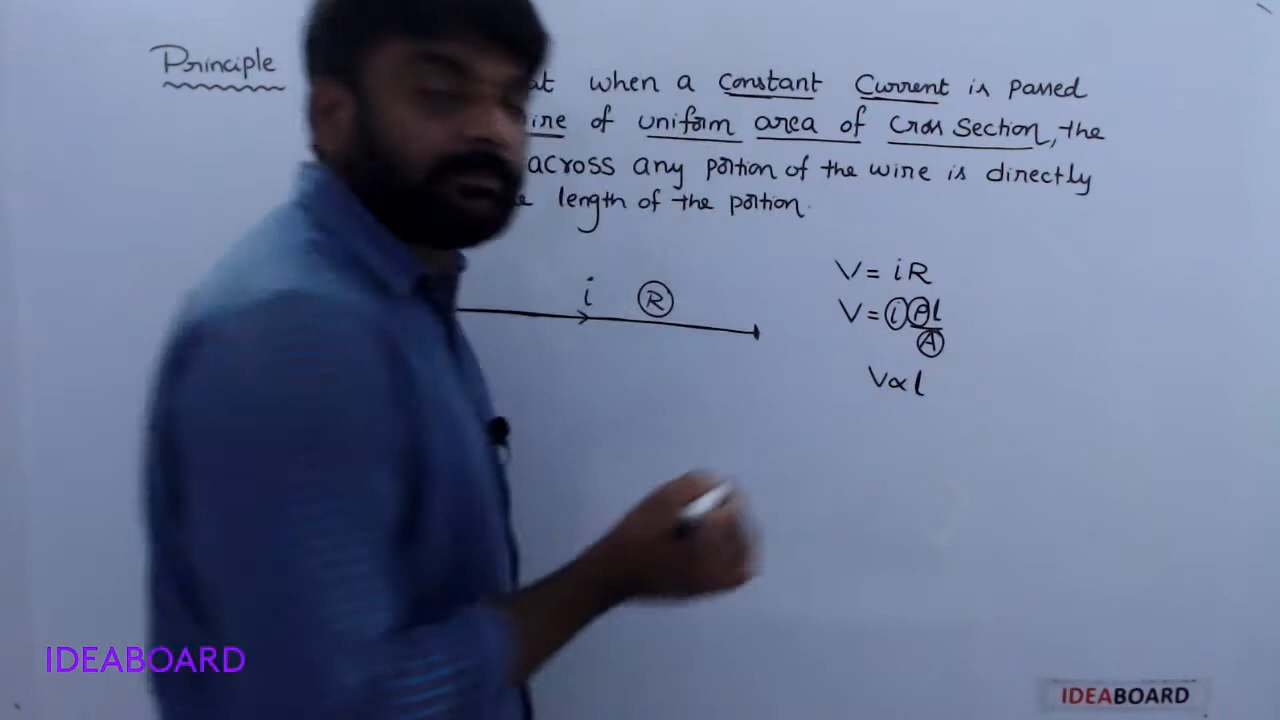 Principle
at when a Constant Current is passed
ire of uniform area of Cross Section, the
across any portion of the wire is directly
e length of the portion.
i R
V = iR
V = iρl
A
V∝l
IDEABOARD
IDEABOARD